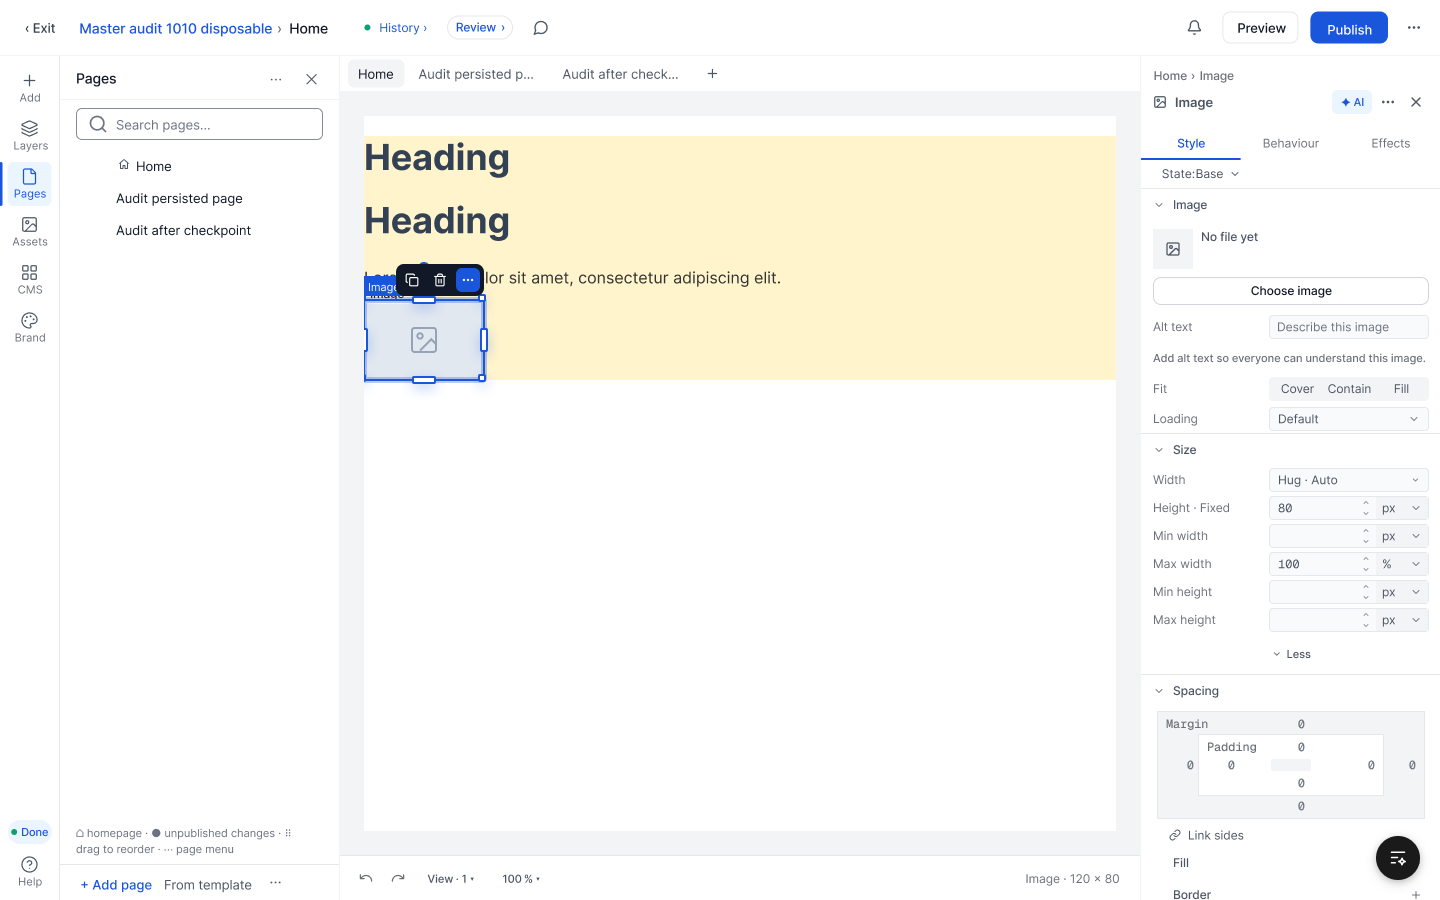 ‹ Exit
Master audit 1010 disposable › Home
History ›
Review ›
Preview
Publish
Add
Layers
Pages
Assets
CMS
Brand
Done
Help
Pages
Search pages...
Home
Audit persisted page
Audit after checkpoint
homepage · ● unpublished changes · ⠿
drag to reorder · ··· page menu
+ Add page
From template
Home
Audit persisted p...
Audit after check...
Heading
Heading
lor sit amet, consectetur adipiscing elit.
Image
View · 1
100 %
Image · 120 × 80
Home › Image
Image
AI
Style
Behaviour
Effects
State:Base
Image
No file yet
Choose image
Alt text
Describe this image
Add alt text so everyone can understand this image.
Fit
Cover
Contain
Fill
Loading
Default
Size
Width
Hug · Auto
Height · Fixed
80
px
Min width
px
Max width
100
%
Min height
px
Max height
px
Less
Spacing
Margin
0
Padding
0
0
0
0
0
0
0
Link sides
Fill
Border